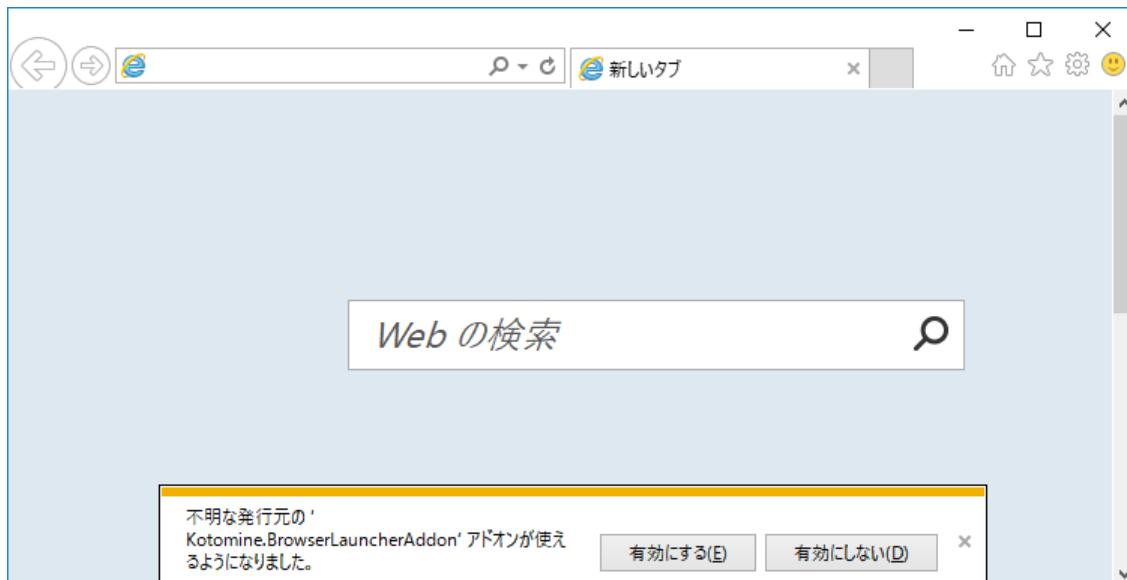 新しいタブ
Web の検索
不明な発行元の '
Kotomine.BrowserLauncherAddon' アドオンが使え
るようになりました。
有効にする(E)
有効にしない(D)